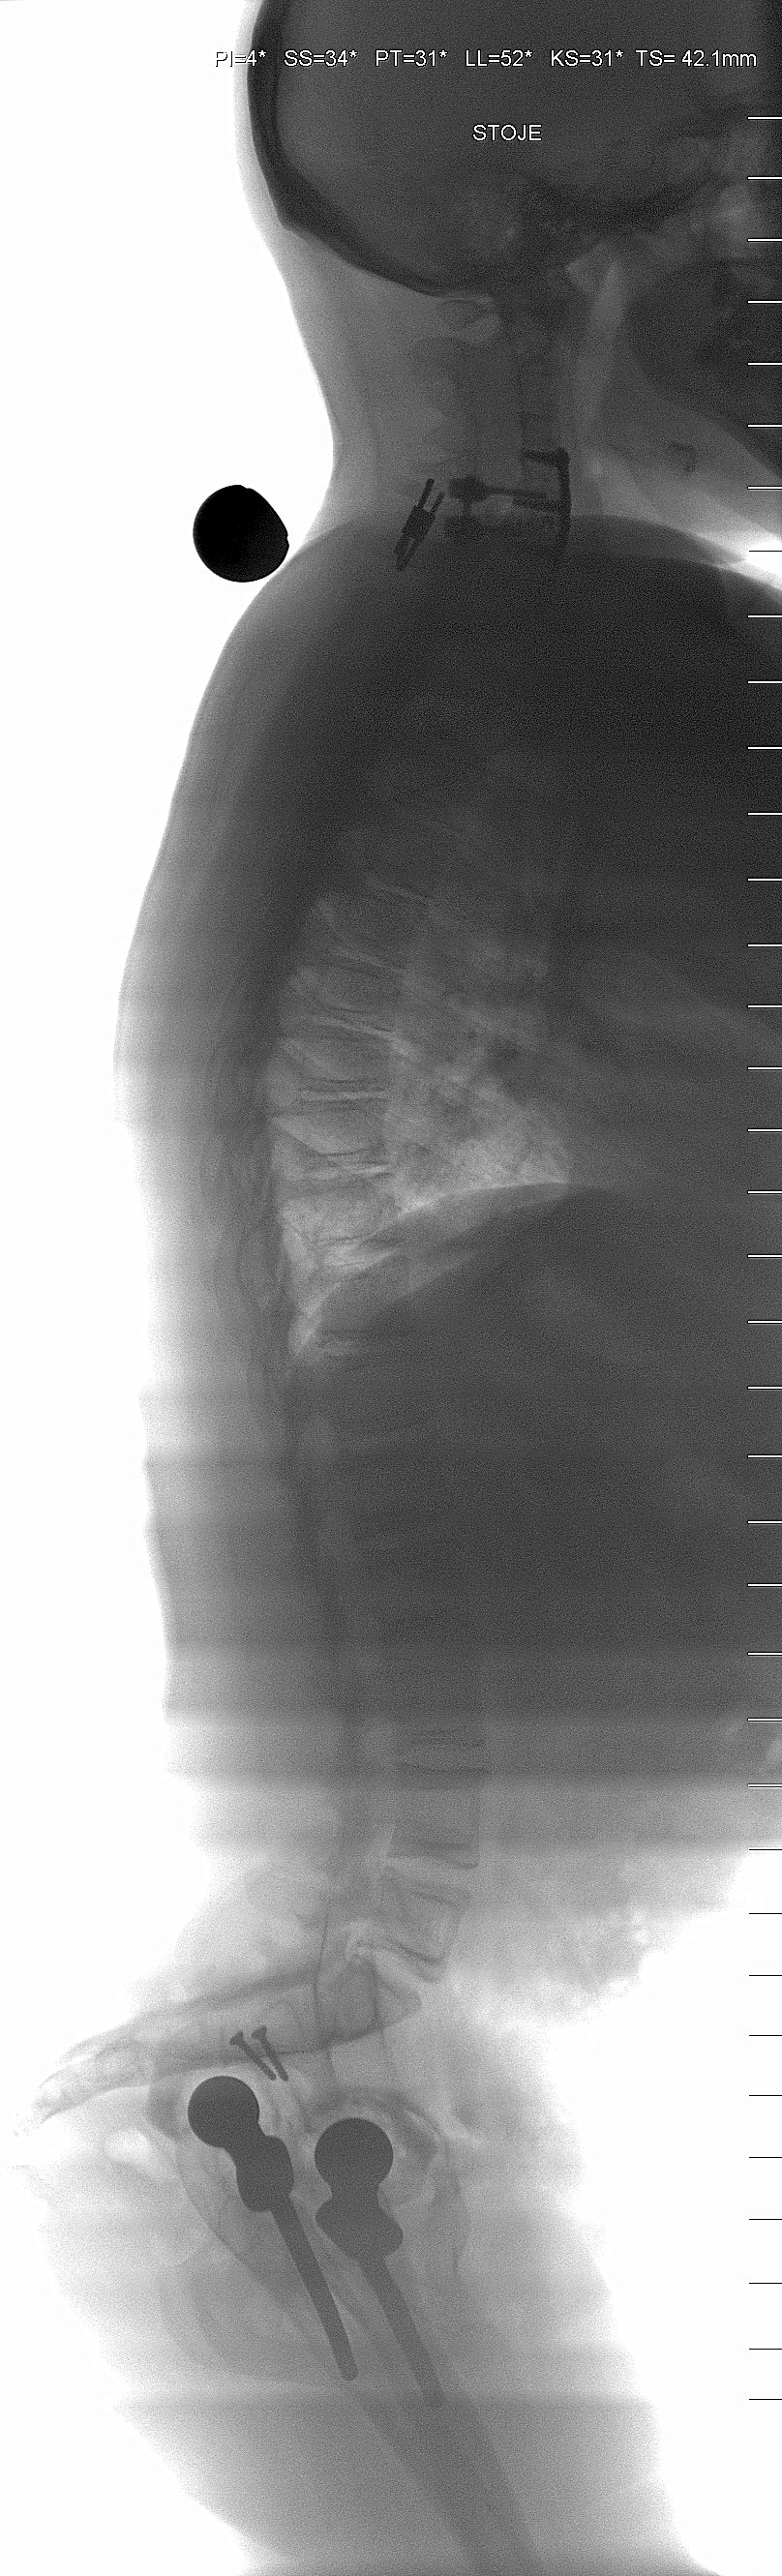 PI=4* SS=34* PT=31* LL=52* KS=31* TS= 42.1mm
STOJE